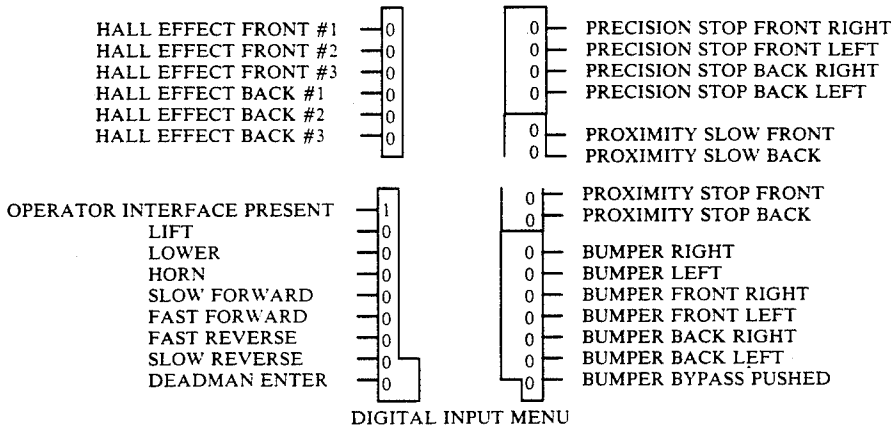 HALL EFFECT FRONT #1 0
HALL EFFECT FRONT #2 0
HALL EFFECT FRONT #3 0
HALL EFFECT BACK #1 0
HALL EFFECT BACK #2 0
HALL EFFECT BACK #3 0
0 PRECISION STOP FRONT RIGHT
0 PRECISION STOP FRONT LEFT
0 PRECISION STOP BACK RIGHT
0 PRECISION STOP BACK LEFT
0 PROXIMITY SLOW FRONT
0 PROXIMITY SLOW BACK
OPERATOR INTERFACE PRESENT 1
LIFT 0
LOWER 0
HORN 0
SLOW FORWARD 0
FAST FORWARD 0
FAST REVERSE 0
SLOW REVERSE 0
DEADMAN ENTER 0
0 PROXIMITY STOP FRONT
0 PROXIMITY STOP BACK
0 BUMPER RIGHT
0 BUMPER LEFT
0 BUMPER FRONT RIGHT
0 BUMPER FRONT LEFT
0 BUMPER BACK RIGHT
0 BUMPER BACK LEFT
0 BUMPER BYPASS PUSHED
DIGITAL INPUT MENU